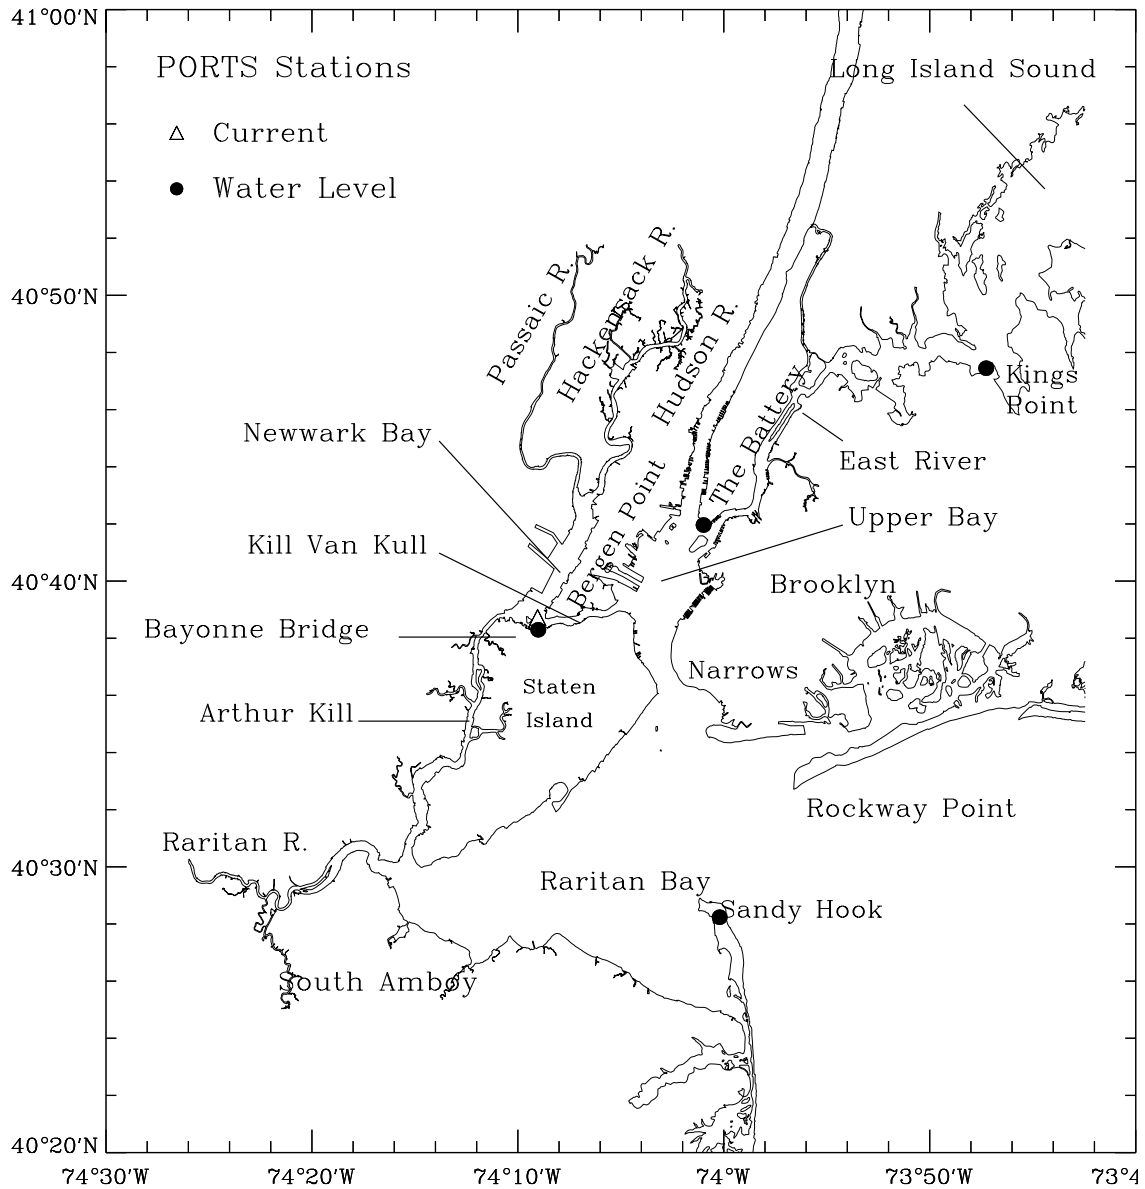 41°00′N
Long Island Sound
PORTS Stations
Current
Water Level
40°50′N
Passaic R.
Hackensack R.
Hudson R.
Kings
Point
The Battery
Newwark Bay
East River
Bergen Point
Upper Bay
Kill Van Kull
40°40′N
Brooklyn
Bayonne Bridge
Narrows
Staten
Island
Arthur Kill
Rockway Point
Raritan R.
40°30′N
Raritan Bay
Sandy Hook
South Amboy
40°20′N
74°30′W
74°20′W
74°10′W
74°W
73°50′W
73°4